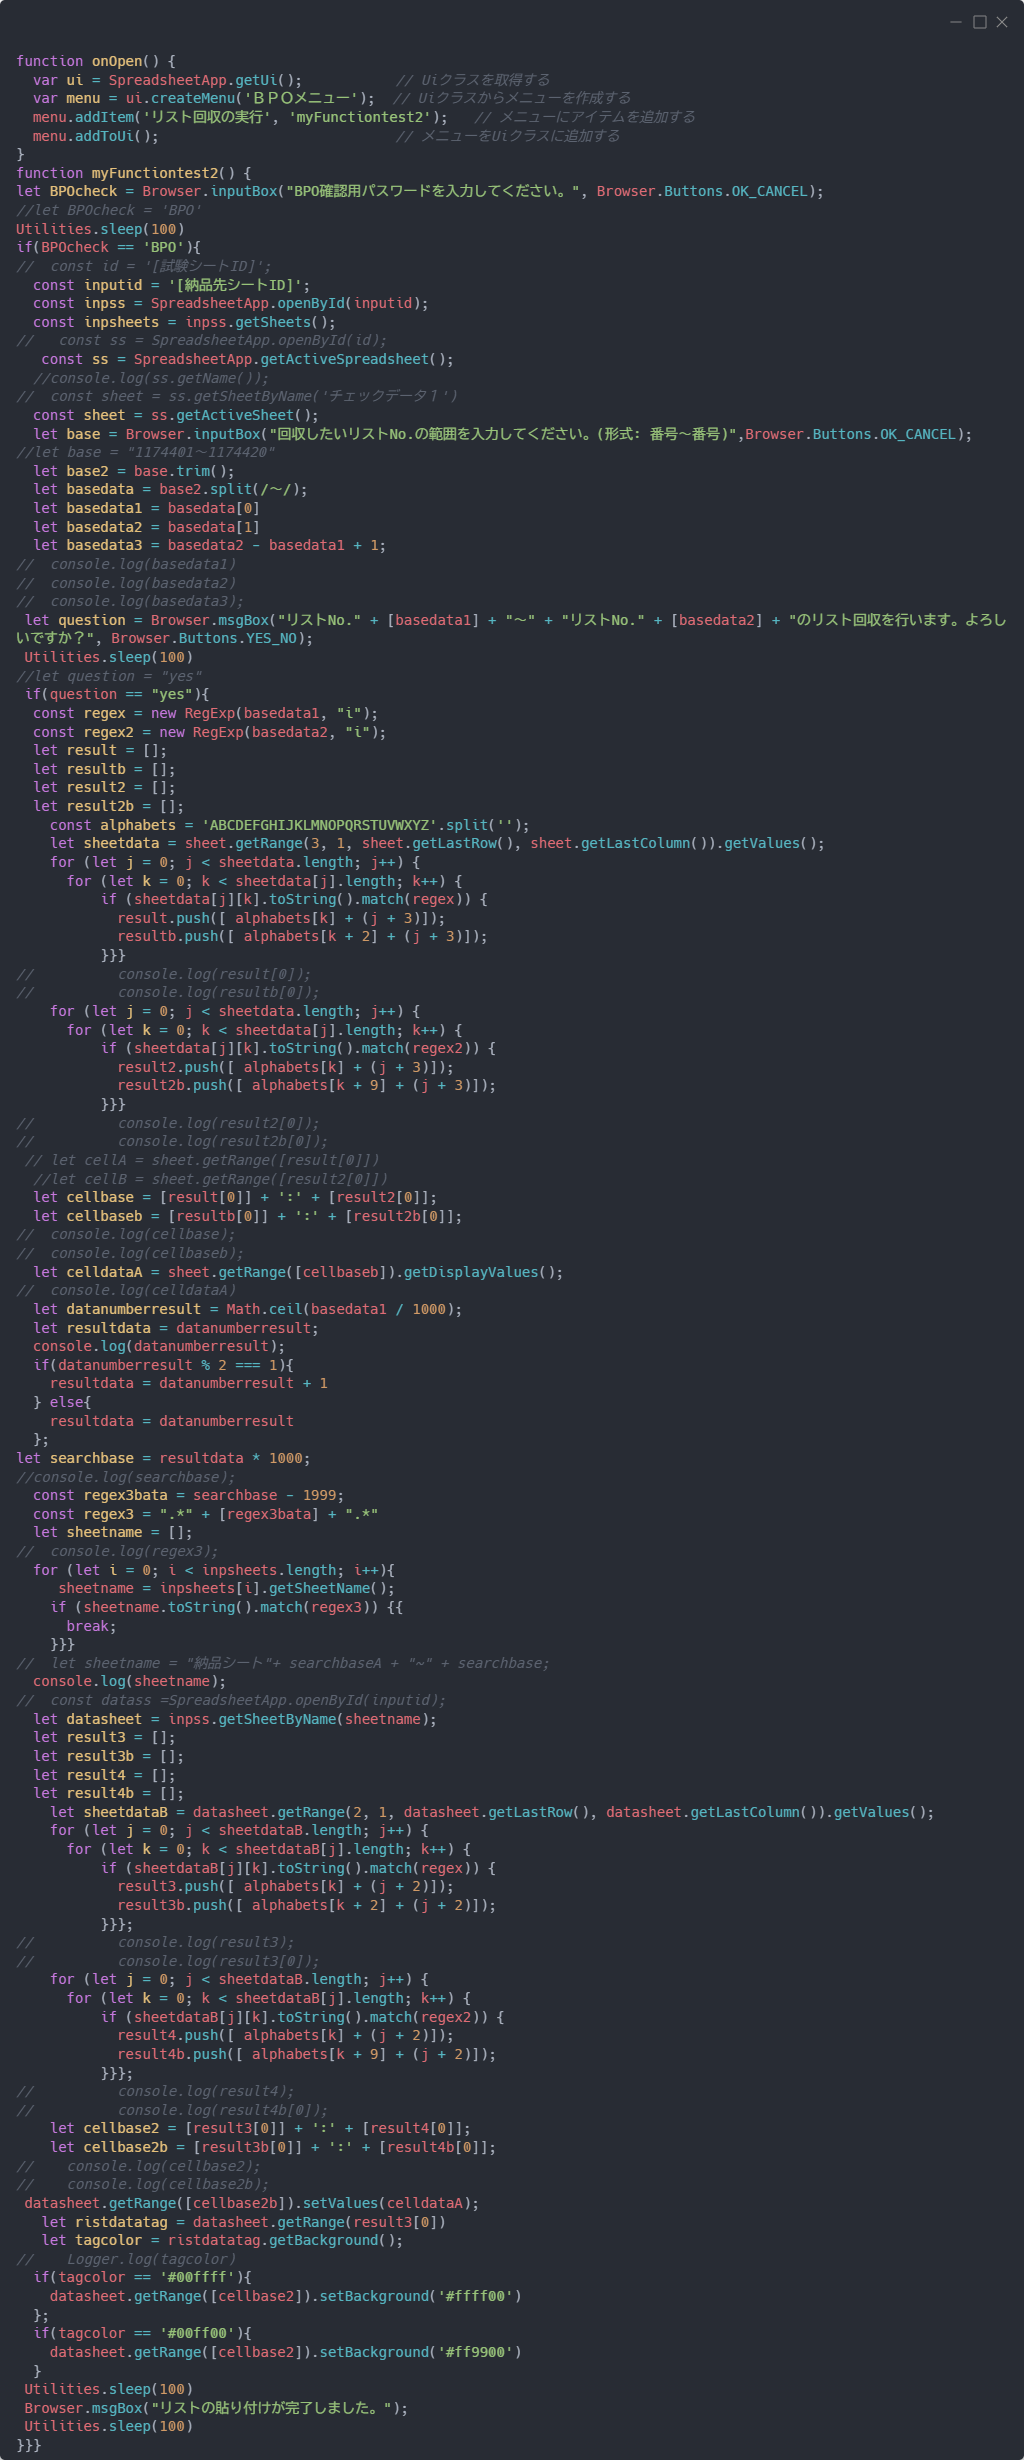 function onOpen() {
  var ui = SpreadsheetApp.getUi();           // Uiクラスを取得する
  var menu = ui.createMenu('ＢＰＯメニュー');  // Uiクラスからメニューを作成する
  menu.addItem('リスト回収の実行', 'myFunctiontest2');   // メニューにアイテムを追加する
  menu.addToUi();                            // メニューをUiクラスに追加する
}
function myFunctiontest2() {
let BPOcheck = Browser.inputBox("BPO確認用パスワードを入力してください。", Browser.Buttons.OK_CANCEL);
//let BPOcheck = 'BPO'
Utilities.sleep(100)
if(BPOcheck == 'BPO'){
//  const id = '[試験シートID]';
  const inputid = '[納品先シートID]';
  const inpss = SpreadsheetApp.openById(inputid);
  const inpsheets = inpss.getSheets();
//   const ss = SpreadsheetApp.openById(id);
   const ss = SpreadsheetApp.getActiveSpreadsheet();
  //console.log(ss.getName());
//  const sheet = ss.getSheetByName('チェックデータ１')
  const sheet = ss.getActiveSheet();
  let base = Browser.inputBox("回収したいリストNo.の範囲を入力してください。(形式: 番号～番号)",Browser.Buttons.OK_CANCEL);
//let base = "1174401～1174420"
  let base2 = base.trim();
  let basedata = base2.split(/～/);
  let basedata1 = basedata[0]
  let basedata2 = basedata[1]
  let basedata3 = basedata2 - basedata1 + 1;
//  console.log(basedata1)
//  console.log(basedata2)
//  console.log(basedata3);
 let question = Browser.msgBox("リストNo." + [basedata1] + "～" + "リストNo." + [basedata2] + "のリスト回収を行います。よろし
いですか？", Browser.Buttons.YES_NO);
 Utilities.sleep(100)
//let question = "yes"
 if(question == "yes"){
  const regex = new RegExp(basedata1, "i");
  const regex2 = new RegExp(basedata2, "i");
  let result = [];
  let resultb = [];
  let result2 = [];
  let result2b = [];
    const alphabets = 'ABCDEFGHIJKLMNOPQRSTUVWXYZ'.split('');
    let sheetdata = sheet.getRange(3, 1, sheet.getLastRow(), sheet.getLastColumn()).getValues();
    for (let j = 0; j < sheetdata.length; j++) {
      for (let k = 0; k < sheetdata[j].length; k++) {
          if (sheetdata[j][k].toString().match(regex)) {
            result.push([ alphabets[k] + (j + 3)]);
            resultb.push([ alphabets[k + 2] + (j + 3)]);
          }}}
//          console.log(result[0]);
//          console.log(resultb[0]);
    for (let j = 0; j < sheetdata.length; j++) {
      for (let k = 0; k < sheetdata[j].length; k++) {
          if (sheetdata[j][k].toString().match(regex2)) {
            result2.push([ alphabets[k] + (j + 3)]);
            result2b.push([ alphabets[k + 9] + (j + 3)]);
          }}}
//          console.log(result2[0]);
//          console.log(result2b[0]);
 // let cellA = sheet.getRange([result[0]])
  //let cellB = sheet.getRange([result2[0]])
  let cellbase = [result[0]] + ':' + [result2[0]];
  let cellbaseb = [resultb[0]] + ':' + [result2b[0]];
//  console.log(cellbase);
//  console.log(cellbaseb);
  let celldataA = sheet.getRange([cellbaseb]).getDisplayValues();
//  console.log(celldataA)
  let datanumberresult = Math.ceil(basedata1 / 1000);
  let resultdata = datanumberresult;
  console.log(datanumberresult);
  if(datanumberresult % 2 === 1){
    resultdata = datanumberresult + 1
  } else{
    resultdata = datanumberresult
  };
let searchbase = resultdata * 1000;
//console.log(searchbase);
  const regex3bata = searchbase - 1999;
  const regex3 = ".*" + [regex3bata] + ".*"
  let sheetname = [];
//  console.log(regex3);
  for (let i = 0; i < inpsheets.length; i++){
     sheetname = inpsheets[i].getSheetName();
    if (sheetname.toString().match(regex3)) {{
      break;
    }}}
//  let sheetname = "納品シート"+ searchbaseA + "~" + searchbase;
  console.log(sheetname);
//  const datass =SpreadsheetApp.openById(inputid);
  let datasheet = inpss.getSheetByName(sheetname);
  let result3 = [];
  let result3b = [];
  let result4 = [];
  let result4b = [];
    let sheetdataB = datasheet.getRange(2, 1, datasheet.getLastRow(), datasheet.getLastColumn()).getValues();
    for (let j = 0; j < sheetdataB.length; j++) {
      for (let k = 0; k < sheetdataB[j].length; k++) {
          if (sheetdataB[j][k].toString().match(regex)) {
            result3.push([ alphabets[k] + (j + 2)]);
            result3b.push([ alphabets[k + 2] + (j + 2)]);
          }}};
//          console.log(result3);
//          console.log(result3[0]);
    for (let j = 0; j < sheetdataB.length; j++) {
      for (let k = 0; k < sheetdataB[j].length; k++) {
          if (sheetdataB[j][k].toString().match(regex2)) {
            result4.push([ alphabets[k] + (j + 2)]);
            result4b.push([ alphabets[k + 9] + (j + 2)]);
          }}};
//          console.log(result4);
//          console.log(result4b[0]);
    let cellbase2 = [result3[0]] + ':' + [result4[0]];
    let cellbase2b = [result3b[0]] + ':' + [result4b[0]];
//    console.log(cellbase2);
//    console.log(cellbase2b);
 datasheet.getRange([cellbase2b]).setValues(celldataA);
   let ristdatatag = datasheet.getRange(result3[0])
   let tagcolor = ristdatatag.getBackground();
//    Logger.log(tagcolor)
  if(tagcolor == '#00ffff'){
    datasheet.getRange([cellbase2]).setBackground('#ffff00')
  };
  if(tagcolor == '#00ff00'){
    datasheet.getRange([cellbase2]).setBackground('#ff9900')
  }
 Utilities.sleep(100)
 Browser.msgBox("リストの貼り付けが完了しました。");
 Utilities.sleep(100)
}}}